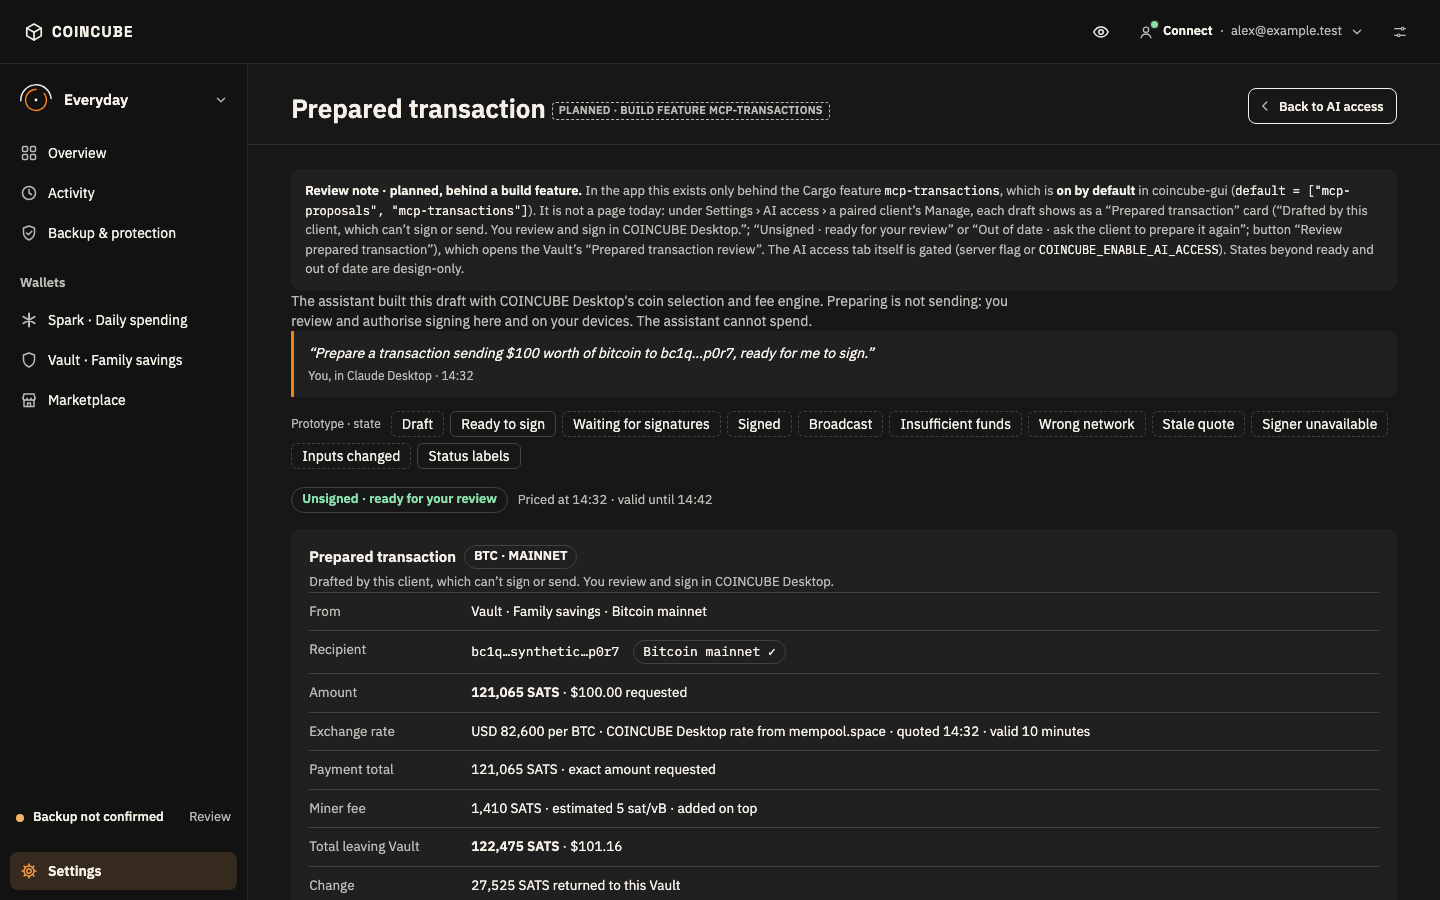 COINCUBE
Connect · alex@example.test
Everyday
Overview
Activity
Backup & protection
Wallets
Spark · Daily spending
Vault · Family savings
Marketplace
Backup not confirmed Review
Settings
Prepared transaction PLANNED · BUILD FEATURE MCP-TRANSACTIONS
Back to AI access
Review note · planned, behind a build feature. In the app this exists only behind the Cargo feature mcp-transactions, which is on by default in coincube-gui (default = ["mcp-
proposals", "mcp-transactions"]). It is not a page today: under Settings › AI access › a paired client’s Manage, each draft shows as a “Prepared transaction” card (“Drafted by this
client, which can’t sign or send. You review and sign in COINCUBE Desktop.”; “Unsigned · ready for your review” or “Out of date · ask the client to prepare it again”; button “Review
prepared transaction”), which opens the Vault’s “Prepared transaction review”. The AI access tab itself is gated (server flag or COINCUBE_ENABLE_AI_ACCESS). States beyond ready and
out of date are design-only.
The assistant built this draft with COINCUBE Desktop's coin selection and fee engine. Preparing is not sending: you
review and authorise signing here and on your devices. The assistant cannot spend.
“Prepare a transaction sending $100 worth of bitcoin to bc1q…p0r7, ready for me to sign.”
You, in Claude Desktop · 14:32
Prototype · state Draft Ready to sign Waiting for signatures Signed Broadcast Insufficient funds Wrong network Stale quote Signer unavailable
Inputs changed Status labels
Unsigned · ready for your review Priced at 14:32 · valid until 14:42
Prepared transaction BTC · MAINNET
Drafted by this client, which can’t sign or send. You review and sign in COINCUBE Desktop.
From Vault · Family savings · Bitcoin mainnet
Recipient bc1q…synthetic…p0r7 Bitcoin mainnet ✓
Amount 121,065 SATS · $100.00 requested
Exchange rate USD 82,600 per BTC · COINCUBE Desktop rate from mempool.space · quoted 14:32 · valid 10 minutes
Payment total 121,065 SATS · exact amount requested
Miner fee 1,410 SATS · estimated 5 sat/vB · added on top
Total leaving Vault 122,475 SATS · $101.16
Change 27,525 SATS returned to this Vault